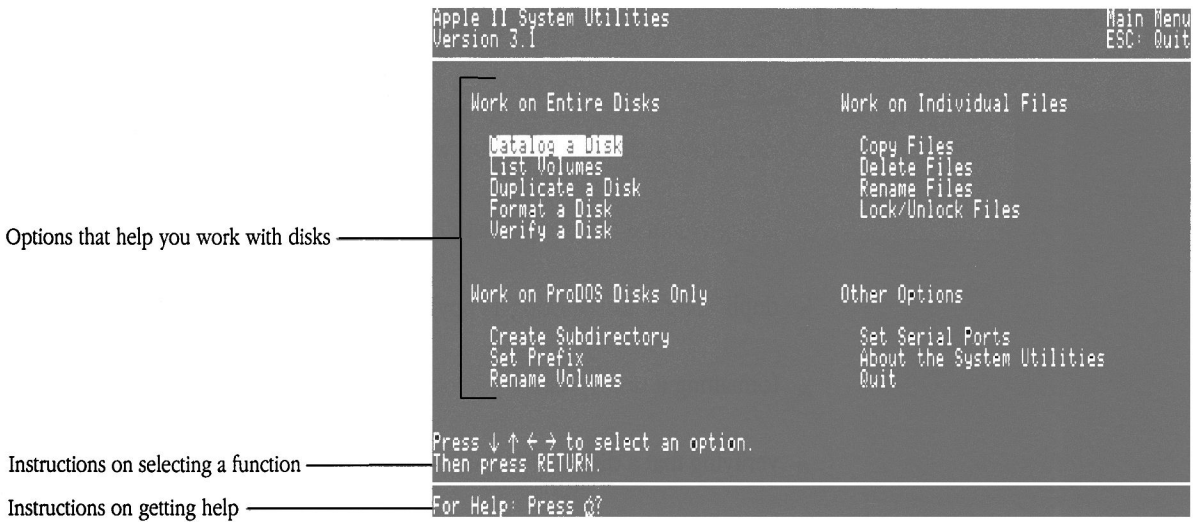 Apple II System Utilities
Main Menu
Version 3.1
ESC: Quit
Work on Entire Disks
Catalog a Disk
List Volumes
Duplicate a Disk
Format a Disk
Verify a Disk
Work on Individual Files
Copy Files
Delete Files
Rename Files
Lock/Unlock Files
Options that help you work with disks
Work on ProDOS Disks Only
Create Subdirectory
Set Prefix
Rename Volumes
Other Options
Set Serial Ports
About the System Utilities
Quit
Press ↓ ↑ ← → to select an option.
Then press RETURN.
Instructions on selecting a function
For Help: Press ?
Instructions on getting help